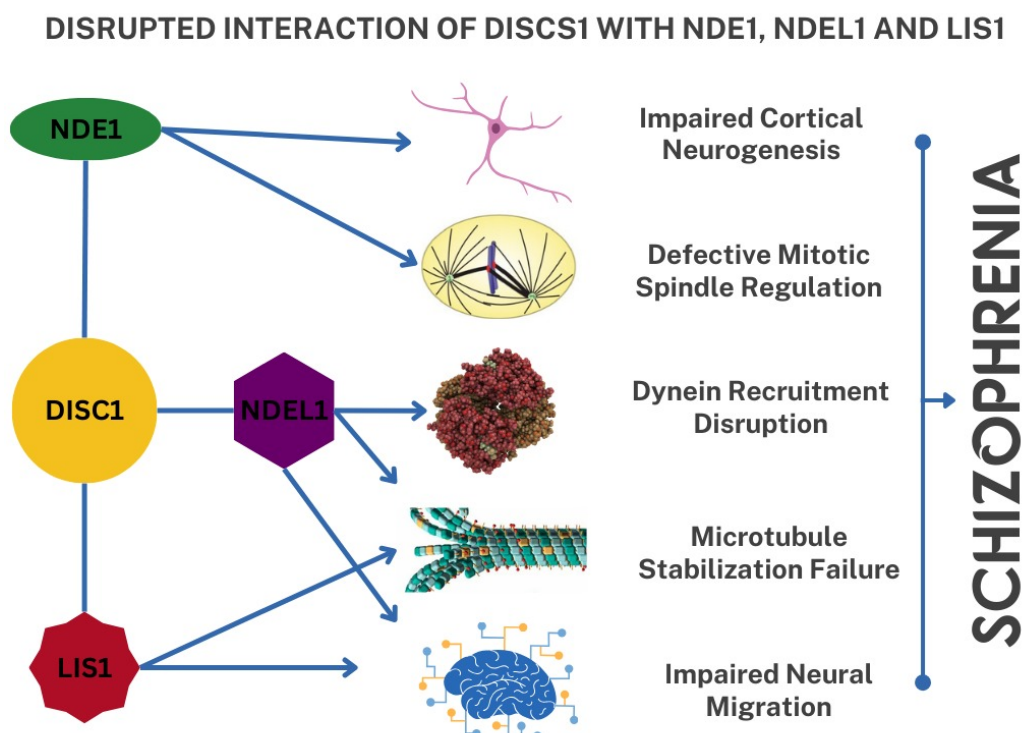 DISRUPTED INTERACTION OF DISCS1 WITH NDE1, NDEL1 AND LIS1
NDE1
Impaired Cortical
Neurogenesis
Defective Mitotic
Spindle Regulation
DISC1
NDEL1
Dynein Recruitment
Disruption
Microtubule
Stabilization Failure
LIS1
Impaired Neural
Migration
SCHIZOPHRENIA